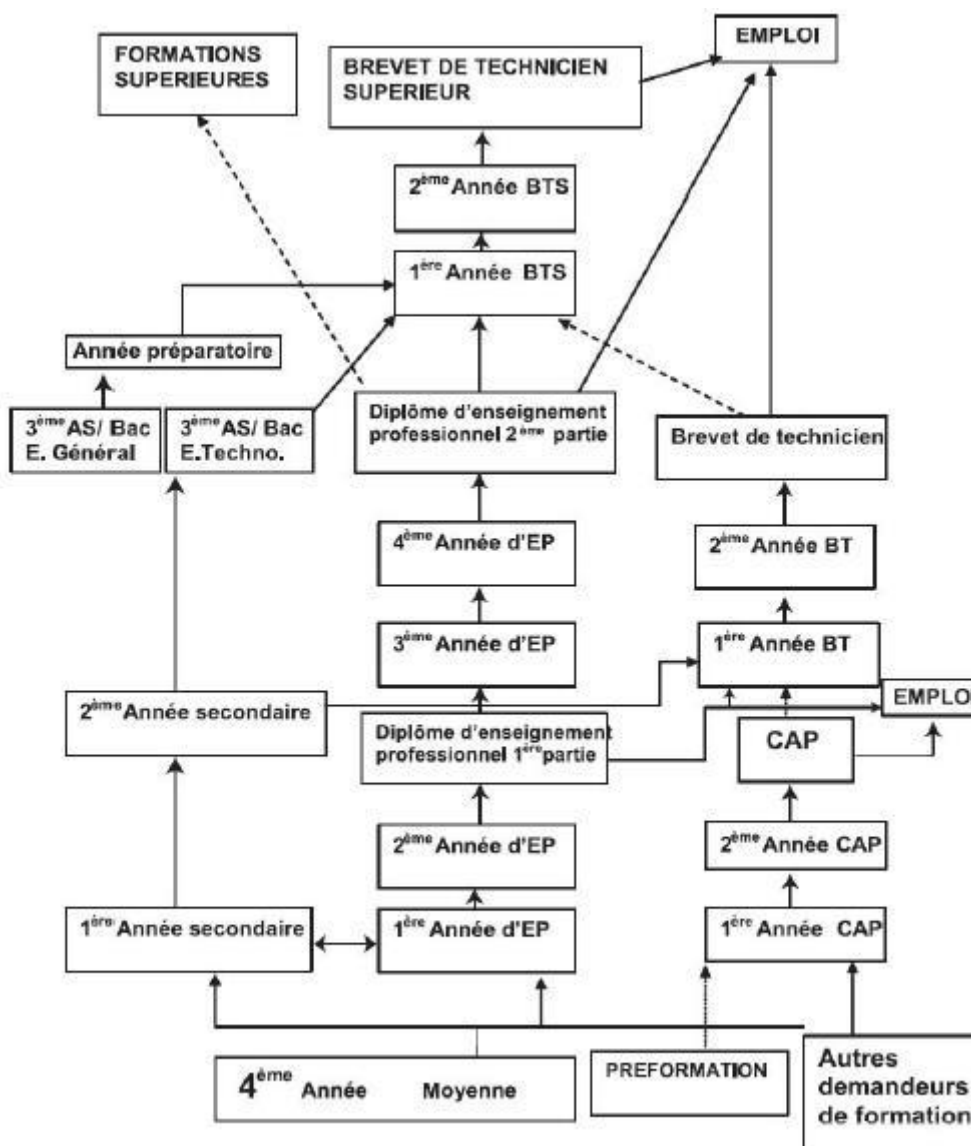 EMPLOI
FORMATIONS
SUPERIEURES
BREVET DE TECHNICIEN
SUPERIEUR
2ème Année BTS
1ère Année BTS
Année préparatoire
3ème AS/ Bac
E. Général
3ème AS/ Bac
E.Techno.
Diplôme d'enseignement
professionnel 2ème partie
Brevet de technicien
4ème Année d'EP
2ème Année BT
3ème Année d'EP
1ère Année BT
2ème Année secondaire
EMPLOI
Diplôme d'enseignement
professionnel 1ère partie
CAP
2ème Année d'EP
2ème Année CAP
1ère Année secondaire
1ère Année d'EP
1ère Année CAP
4ème Année Moyenne
PREFORMATION
Autres
demandeurs
de formation